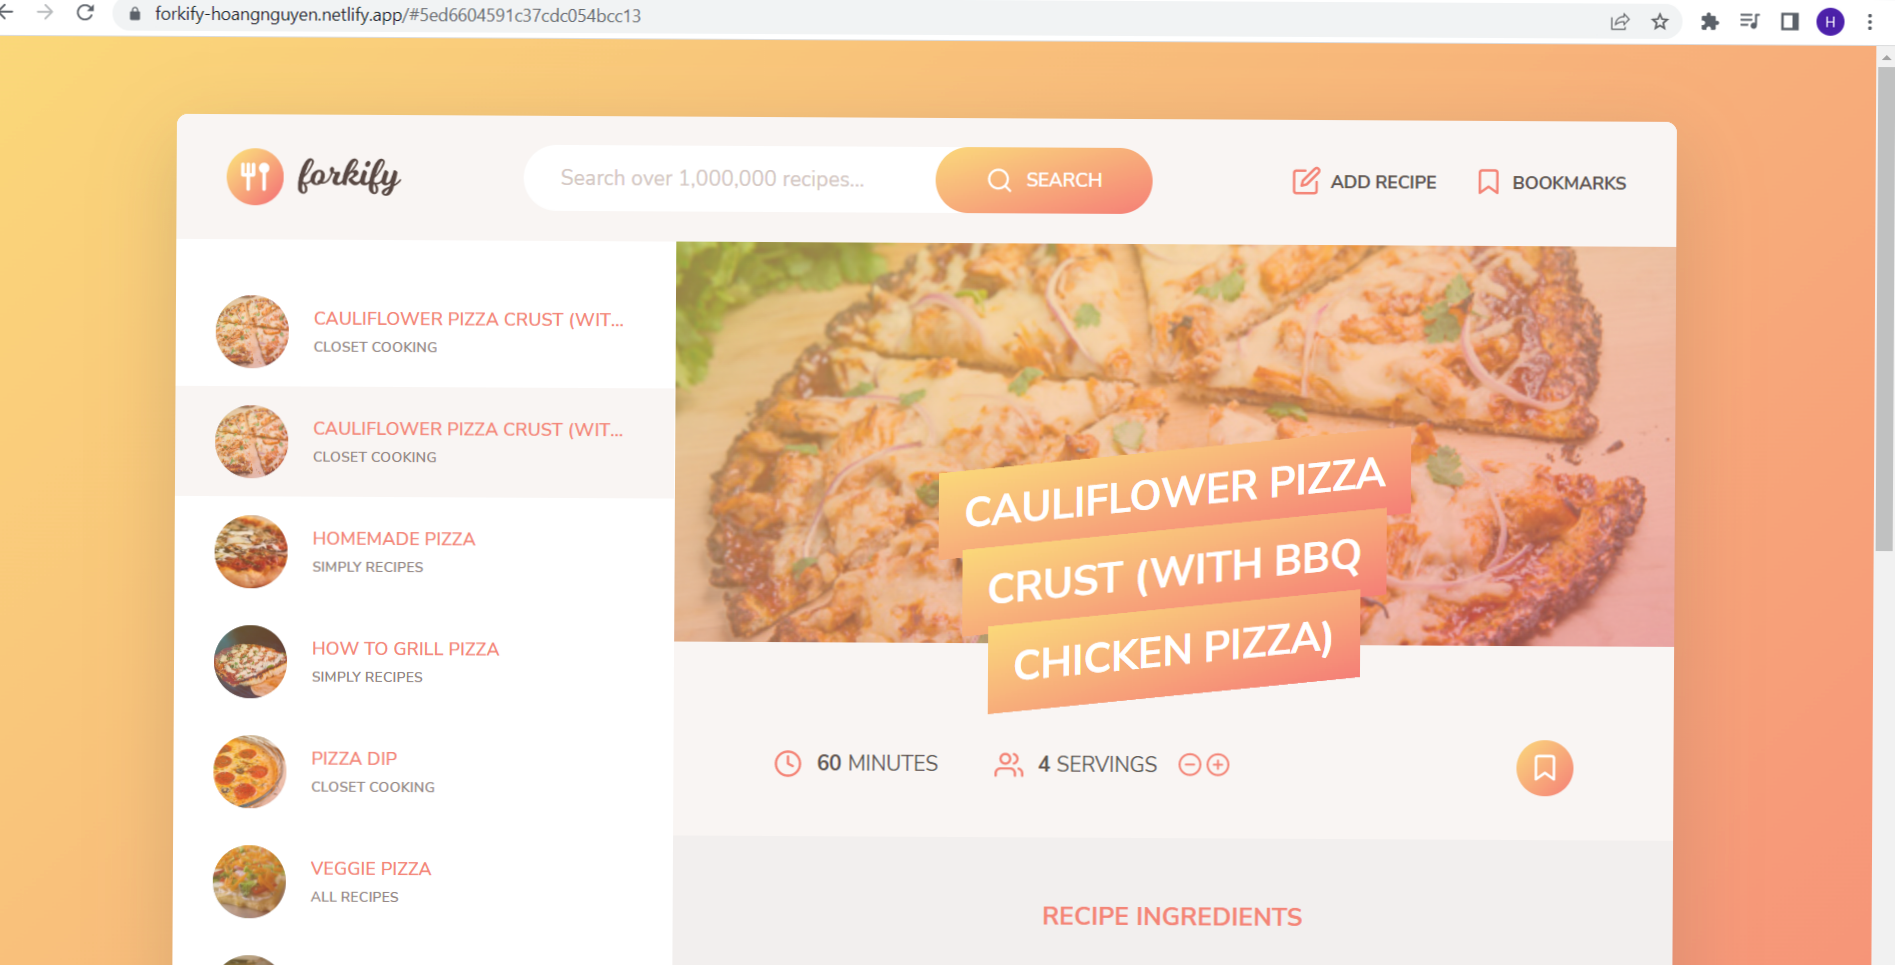 forkify-hoangnguyen.netlify.app/#5ed6604591c37cdc054bcc13
H
forkify
Search over 1,000,000 recipes...
SEARCH
ADD RECIPE
BOOKMARKS
CAULIFLOWER PIZZA CRUST (WIT...
CLOSET COOKING
CAULIFLOWER PIZZA CRUST (WIT...
CLOSET COOKING
HOMEMADE PIZZA
SIMPLY RECIPES
HOW TO GRILL PIZZA
SIMPLY RECIPES
PIZZA DIP
CLOSET COOKING
VEGGIE PIZZA
ALL RECIPES
CAULIFLOWER PIZZA
CRUST (WITH BBQ
CHICKEN PIZZA)
60 MINUTES
4 SERVINGS
RECIPE INGREDIENTS